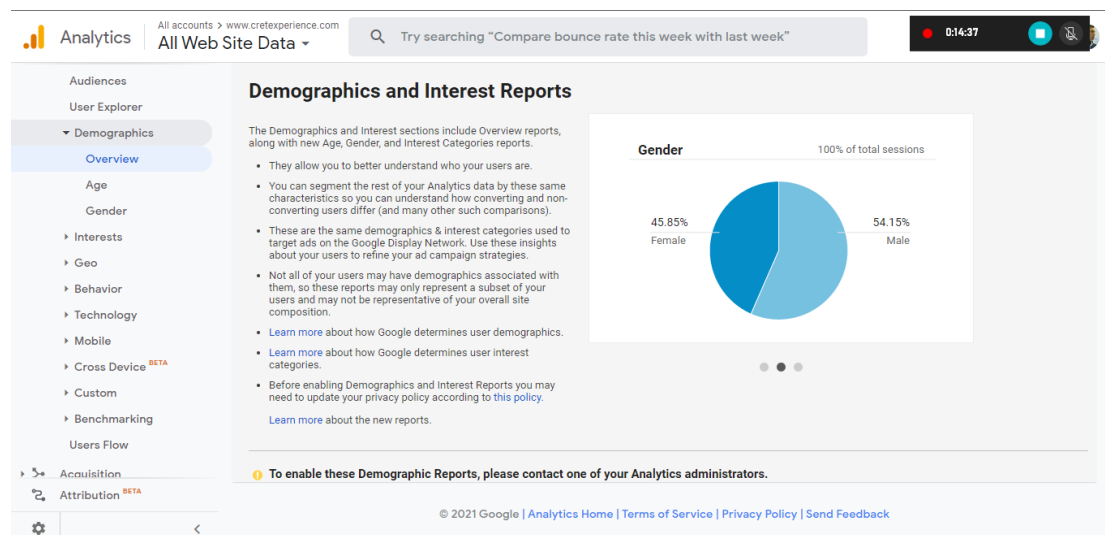 Analytics
All accounts > www.cretexperience.com
All Web Site Data
Try searching “Compare bounce rate this week with last week”
0:14:37
Audiences
User Explorer
Demographics
Overview
Age
Gender
Interests
Geo
Behavior
Technology
Mobile
Cross Device BETA
Custom
Benchmarking
Users Flow
Acquisition
Attribution BETA
Demographics and Interest Reports
The Demographics and Interest sections include Overview reports,
along with new Age, Gender, and Interest Categories reports.
• They allow you to better understand who your users are.
• You can segment the rest of your Analytics data by these same
characteristics so you can understand how converting and non-
converting users differ (and many other such comparisons).
• These are the same demographics & interest categories used to
target ads on the Google Display Network. Use these insights
about your users to refine your ad campaign strategies.
• Not all of your users may have demographics associated with
them, so these reports may only represent a subset of your
users and may not be representative of your overall site
composition.
• Learn more about how Google determines user demographics.
• Learn more about how Google determines user interest
categories.
• Before enabling Demographics and Interest Reports you may
need to update your privacy policy according to this policy.
Learn more about the new reports.
Gender
100% of total sessions
45.85%
Female
54.15%
Male
To enable these Demographic Reports, please contact one of your Analytics administrators.
© 2021 Google | Analytics Home | Terms of Service | Privacy Policy | Send Feedback